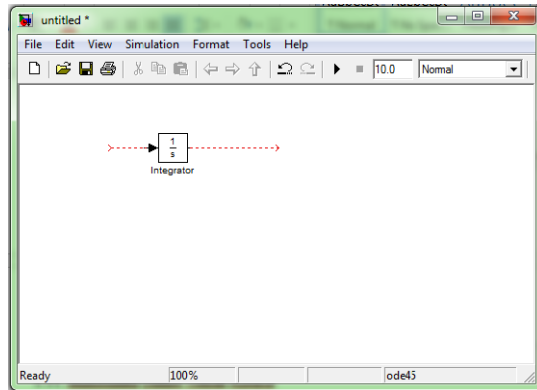 untitled *
File Edit View Simulation Format Tools Help
10.0 Normal
1
s
Integrator
Ready 100% ode45